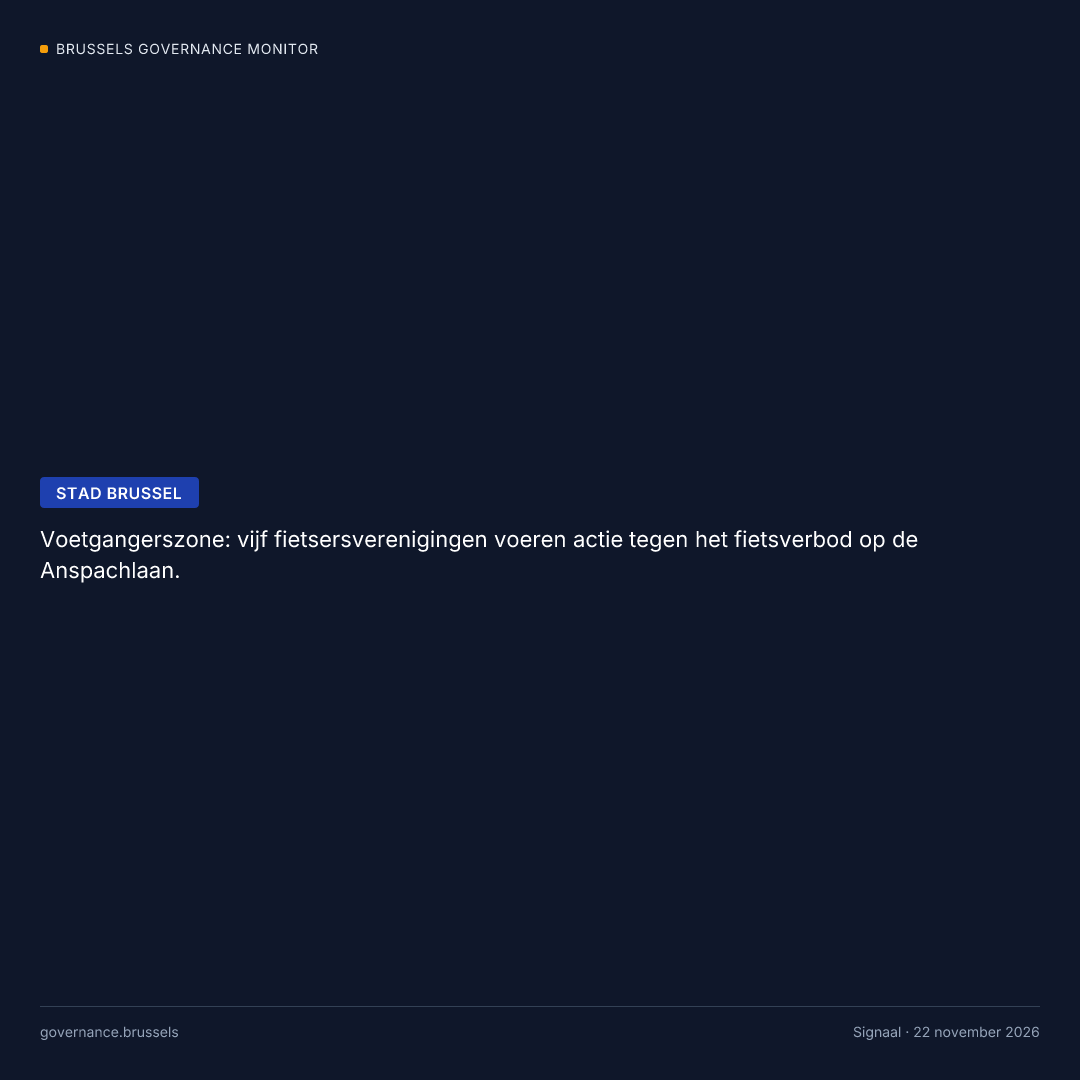 BRUSSELS GOVERNANCE MONITOR
STAD BRUSSEL
Voetgangerszone: vijf fietsersverenigingen voeren actie tegen het fietsverbod op de
Anspachlaan.
governance.brussels
Signaal · 22 november 2026